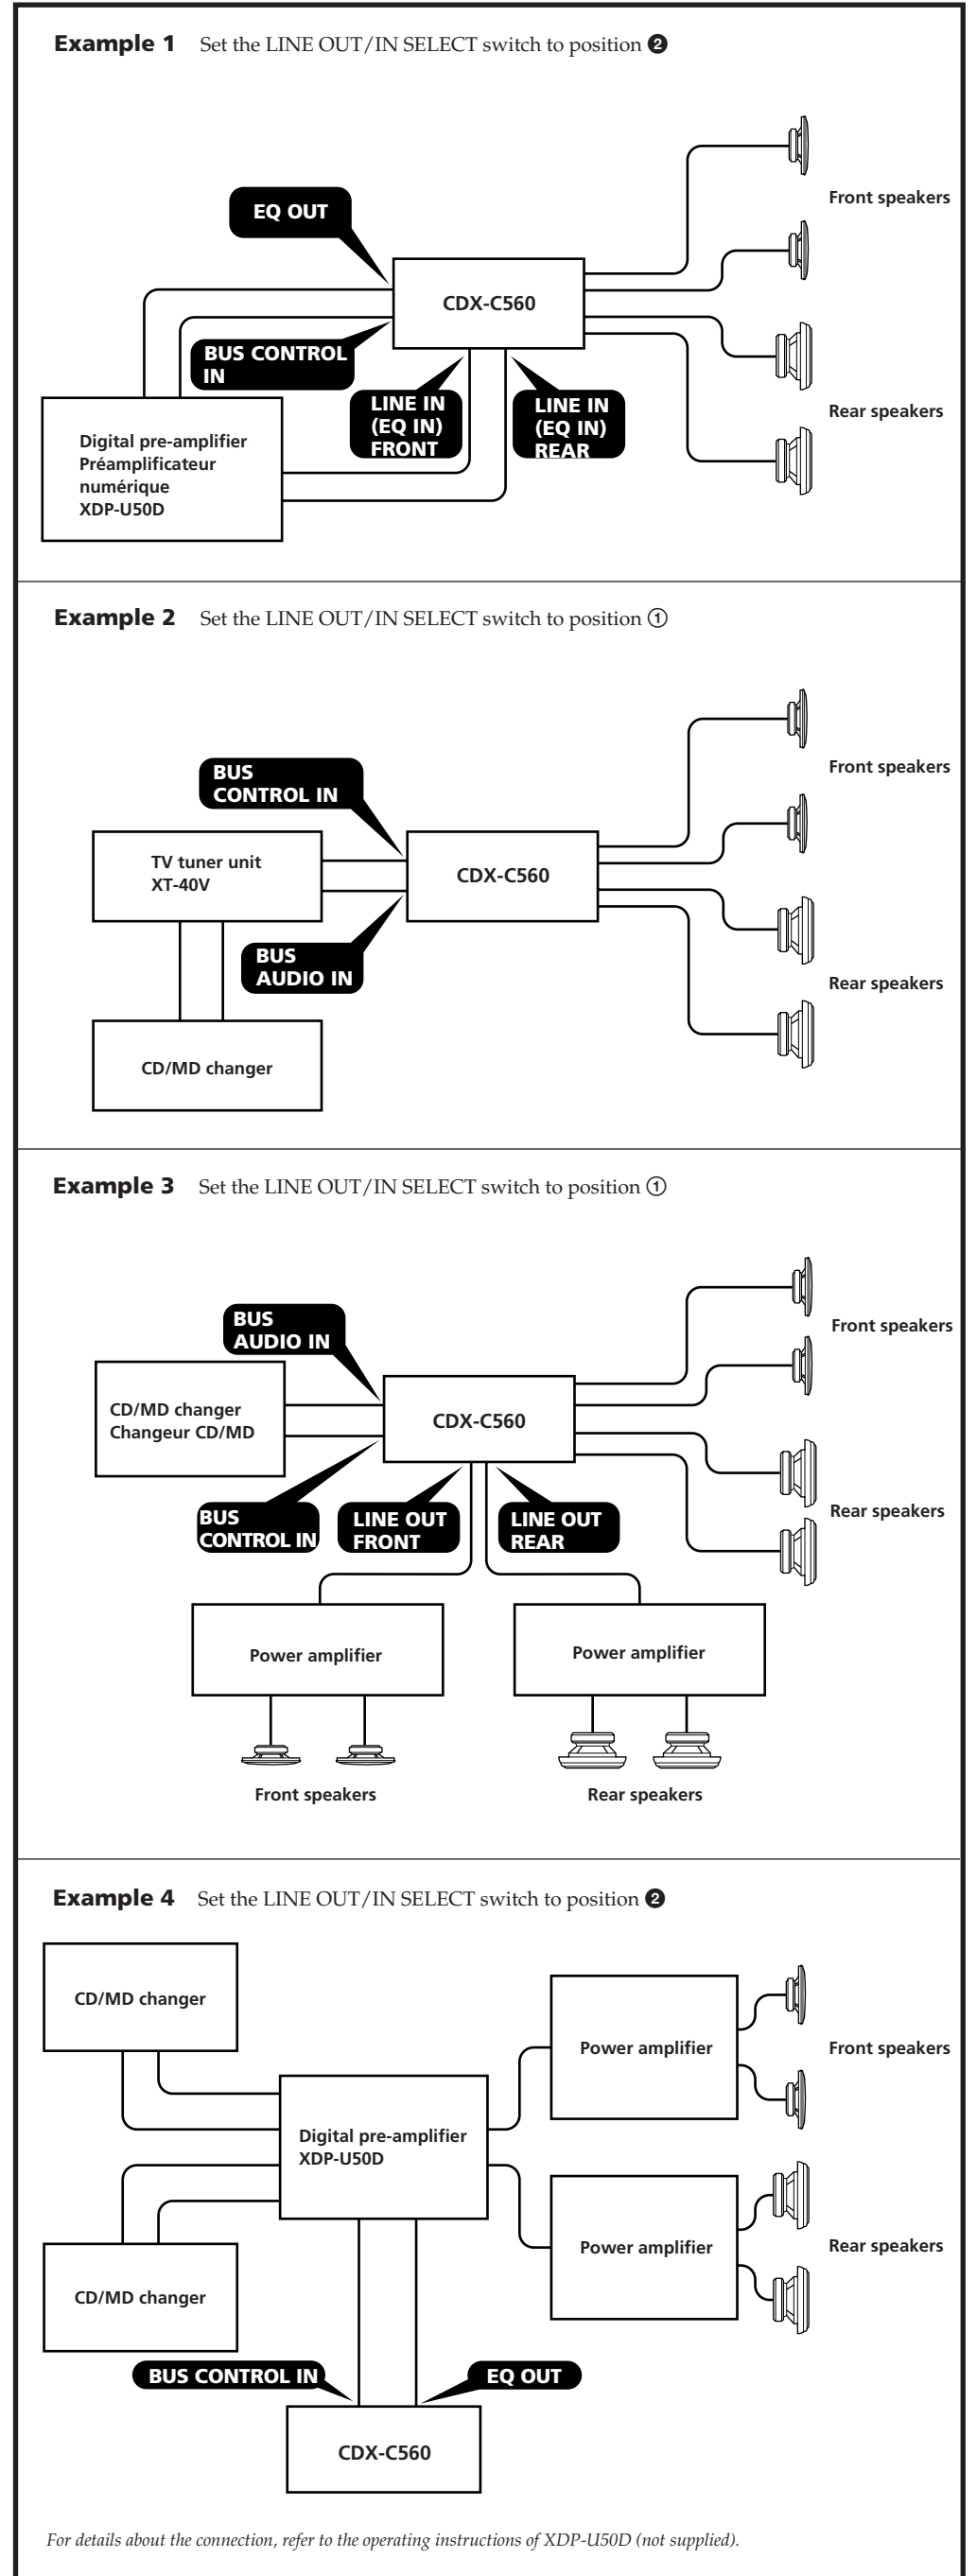 Example 1 Set the LINE OUT/IN SELECT switch to position ❷
EQ OUT
Front speakers
CDX-C560
BUS CONTROL
IN
LINE IN
(EQ IN)
FRONT
LINE IN
(EQ IN)
REAR
Rear speakers
Digital pre-amplifier
Préamplificateur
numérique
XDP-U50D
Example 2 Set the LINE OUT/IN SELECT switch to position ①
Front speakers
BUS
CONTROL IN
TV tuner unit
XT-40V
CDX-C560
BUS
AUDIO IN
Rear speakers
CD/MD changer
Example 3 Set the LINE OUT/IN SELECT switch to position ①
BUS
AUDIO IN
Front speakers
CD/MD changer
Changeur CD/MD
CDX-C560
BUS
CONTROL IN
LINE OUT
FRONT
LINE OUT
REAR
Rear speakers
Power amplifier
Power amplifier
Front speakers
Rear speakers
Example 4 Set the LINE OUT/IN SELECT switch to position ❷
CD/MD changer
Power amplifier
Front speakers
Digital pre-amplifier
XDP-U50D
Power amplifier
Rear speakers
CD/MD changer
BUS CONTROL IN
EQ OUT
CDX-C560
For details about the connection, refer to the operating instructions of XDP-U50D (not supplied).